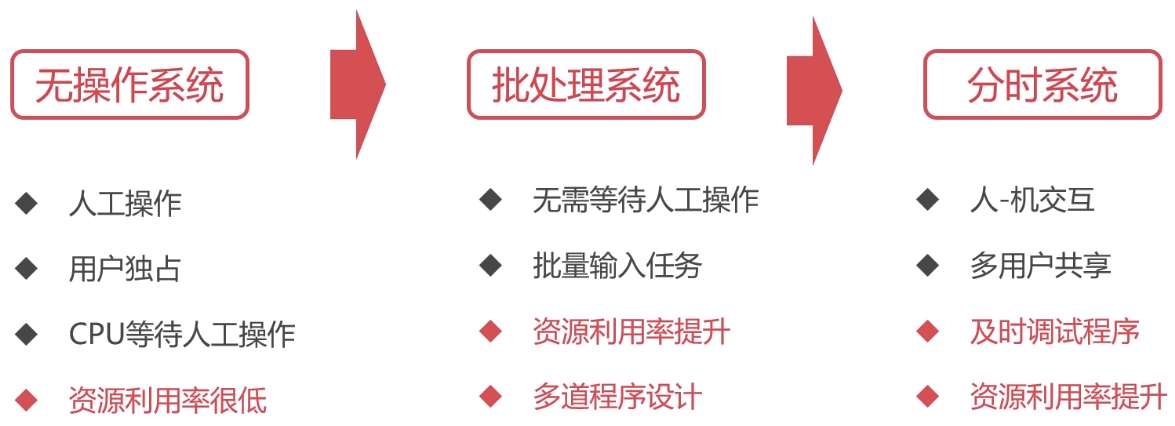 无操作系统
人工操作
用户独占
CPU等待人工操作
资源利用率很低
批处理系统
无需等待人工操作
批量输入任务
资源利用率提升
多道程序设计
分时系统
人-机交互
多用户共享
及时调试程序
资源利用率提升